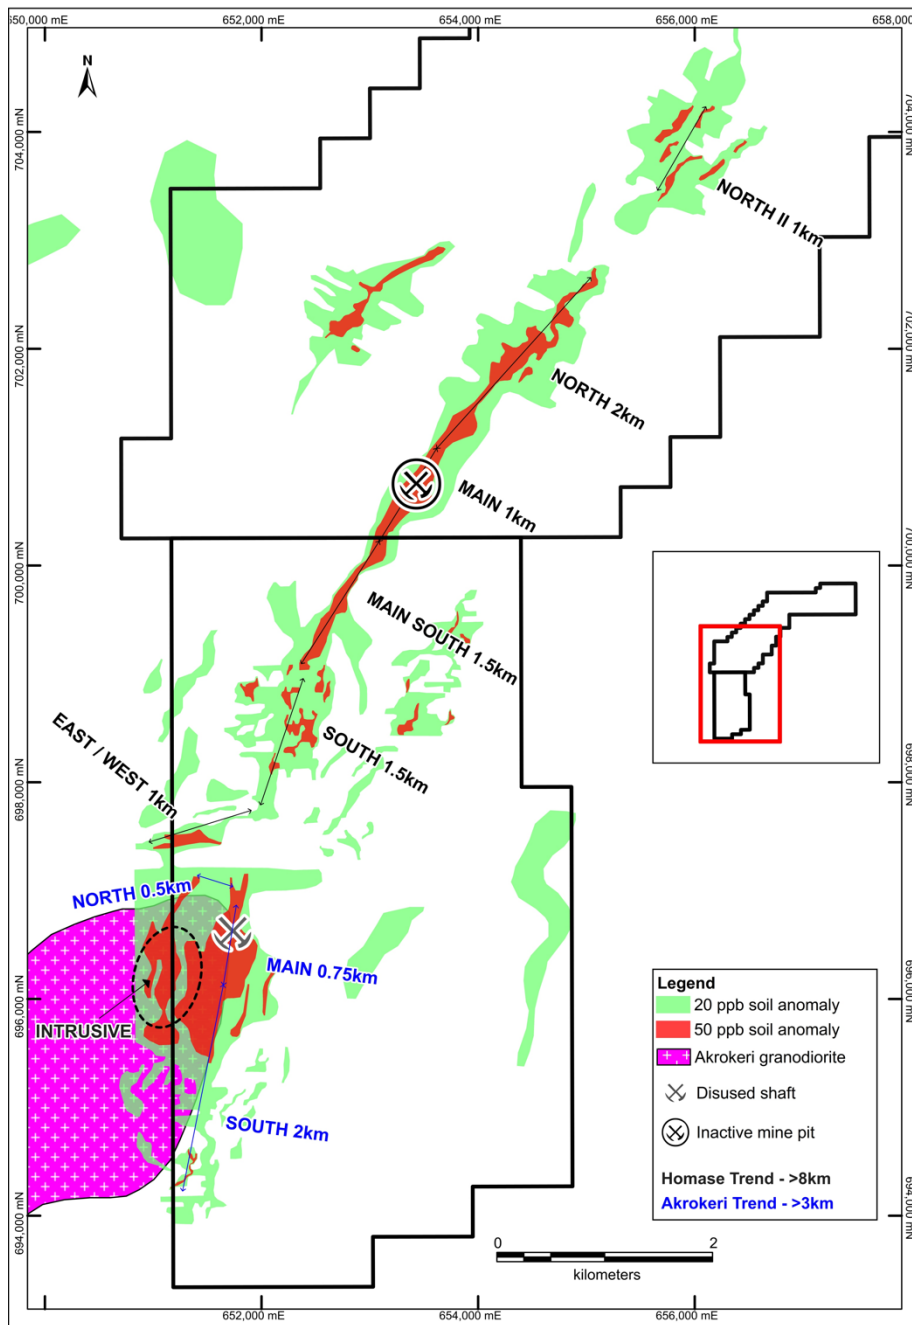 650,000 mE
652,000 mE
654,000 mE
656,000 mE
658,000
N
704,000 mN
704,000 mN
NORTH II 1km
702,000 mN
702,000 mN
NORTH 2km
MAIN 1km
700,000 mN
700,000 mN
MAIN SOUTH 1.5km
EAST / WEST 1km
SOUTH 1.5km
698,000 mN
698,000 mN
NORTH 0.5km
MAIN 0.75km
696,000 mN
696,000 mN
INTRUSIVE
SOUTH 2km
Legend
20 ppb soil anomaly
50 ppb soil anomaly
Akrokeri granodiorite
Disused shaft
Inactive mine pit
Homase Trend - >8km
Akrokeri Trend - >3km
694,000 mN
694,000 mN
0
2
kilometers
652,000 mE
654,000 mE
656,000 mE